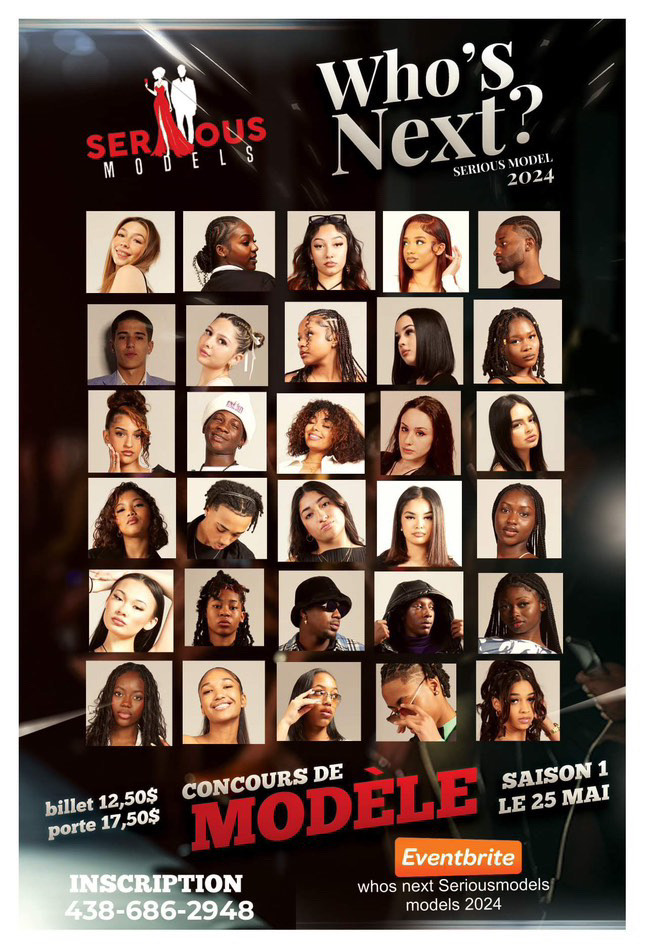 SERIOUS
MODELS
Who's
Next?
SERIOUS MODEL
2024
billet 12,50$
porte 17,50$
CONCOURS DE
MODÈLE
SAISON 1
LE 25 MAI
INSCRIPTION
438-686-2948
Eventbrite
whos next Seriousmodels
models 2024